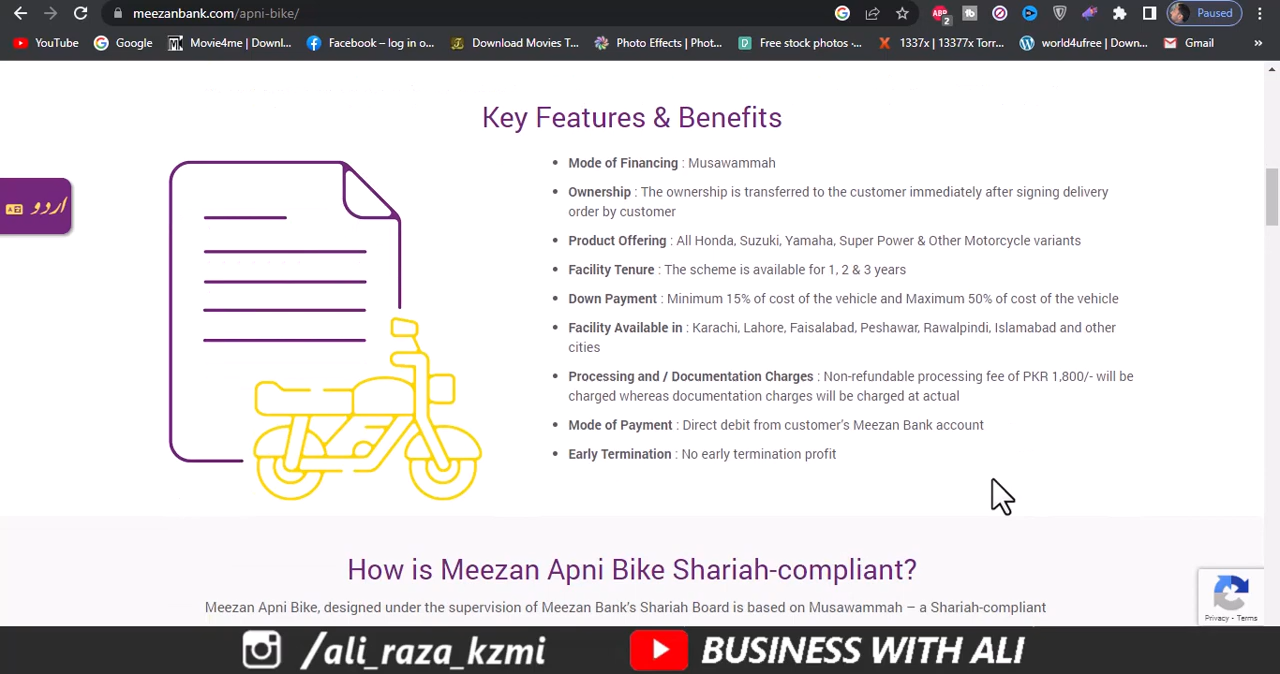 meezanbank.com/apni-bike/
Paused
YouTube
Google
Movie4me | Downl...
Facebook – log in o...
Download Movies T...
Photo Effects | Phot...
Free stock photos -...
1337x | 13377x Torr...
world4ufree | Down...
Gmail
»
Key Features & Benefits
اردو
Mode of Financing : Musawammah
Ownership : The ownership is transferred to the customer immediately after signing delivery
order by customer
Product Offering : All Honda, Suzuki, Yamaha, Super Power & Other Motorcycle variants
Facility Tenure : The scheme is available for 1, 2 & 3 years
Down Payment : Minimum 15% of cost of the vehicle and Maximum 50% of cost of the vehicle
Facility Available in : Karachi, Lahore, Faisalabad, Peshawar, Rawalpindi, Islamabad and other
cities
Processing and / Documentation Charges : Non-refundable processing fee of PKR 1,800/- will be
charged whereas documentation charges will be charged at actual
Mode of Payment : Direct debit from customer's Meezan Bank account
Early Termination : No early termination profit
How is Meezan Apni Bike Shariah-compliant?
Meezan Apni Bike, designed under the supervision of Meezan Bank's Shariah Board is based on Musawammah – a Shariah-compliant
Privacy - Terms
/ali_raza_kzmi
BUSINESS WITH ALI